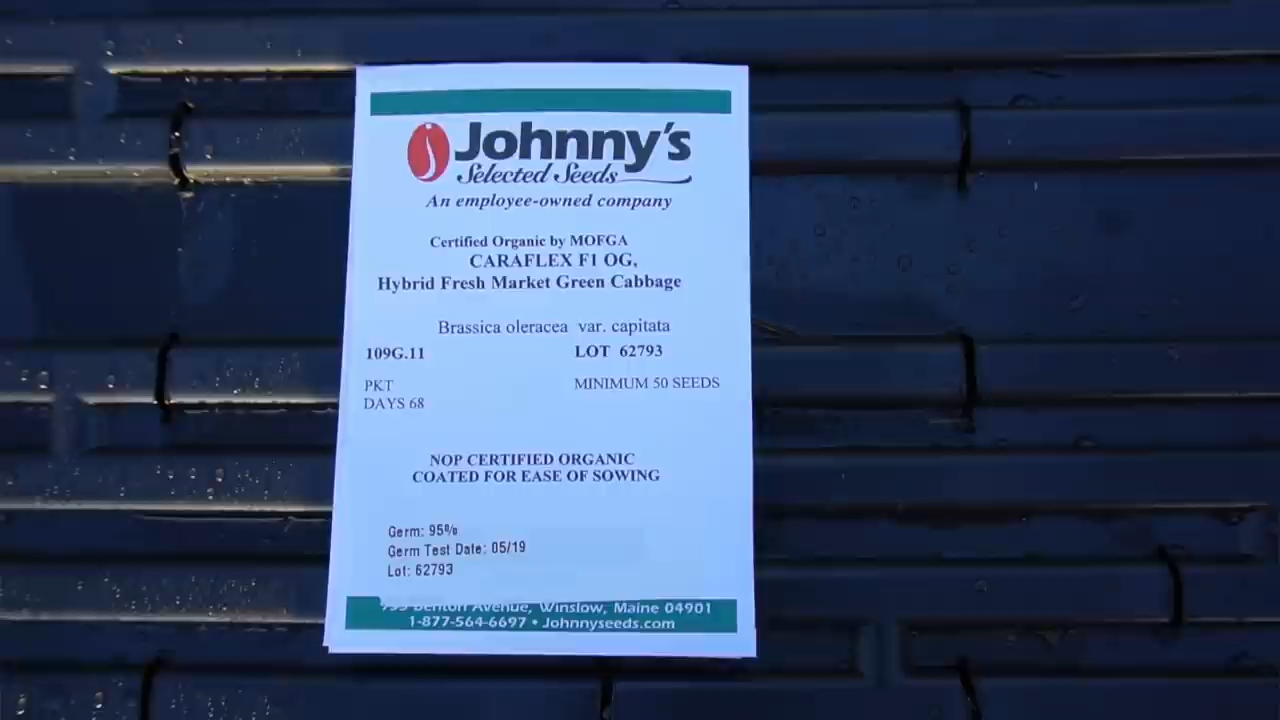 Johnny's
Selected Seeds
An employee-owned company
Certified Organic by MOFGA
CARAFLEX F1 OG,
Hybrid Fresh Market Green Cabbage
Brassica oleracea var. capitata
109G.11 LOT 62793
PKT MINIMUM 50 SEEDS
DAYS 68
NOP CERTIFIED ORGANIC
COATED FOR EASE OF SOWING
Germ: 95%
Germ Test Date: 05/19
Lot: 62793
Benton Avenue, Winslow, Maine 04901
1-877-564-6697 • Johnnyseeds.com